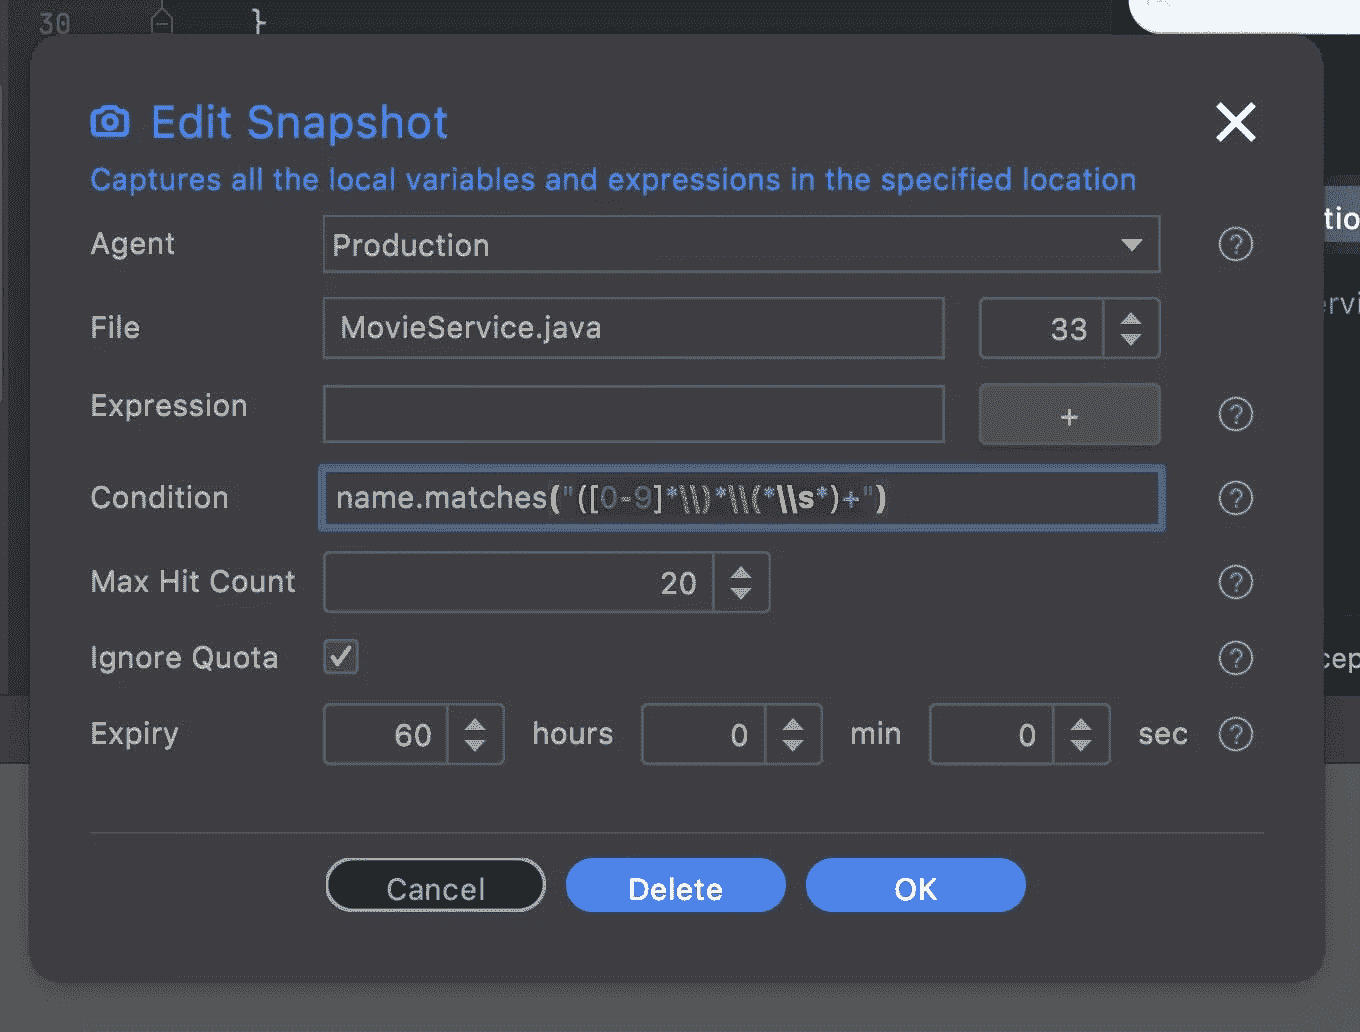 30 }
Edit Snapshot
Captures all the local variables and expressions in the specified location
Agent Production ?
tio
File MovieService.java 33
ervi
Expression + ?
Condition name.matches("([0-9]*\\)*\\(*\\s*)+") ?
Max Hit Count 20 ?
Ignore Quota ?
cep
Expiry 60 hours 0 min 0 sec ?
Cancel Delete OK